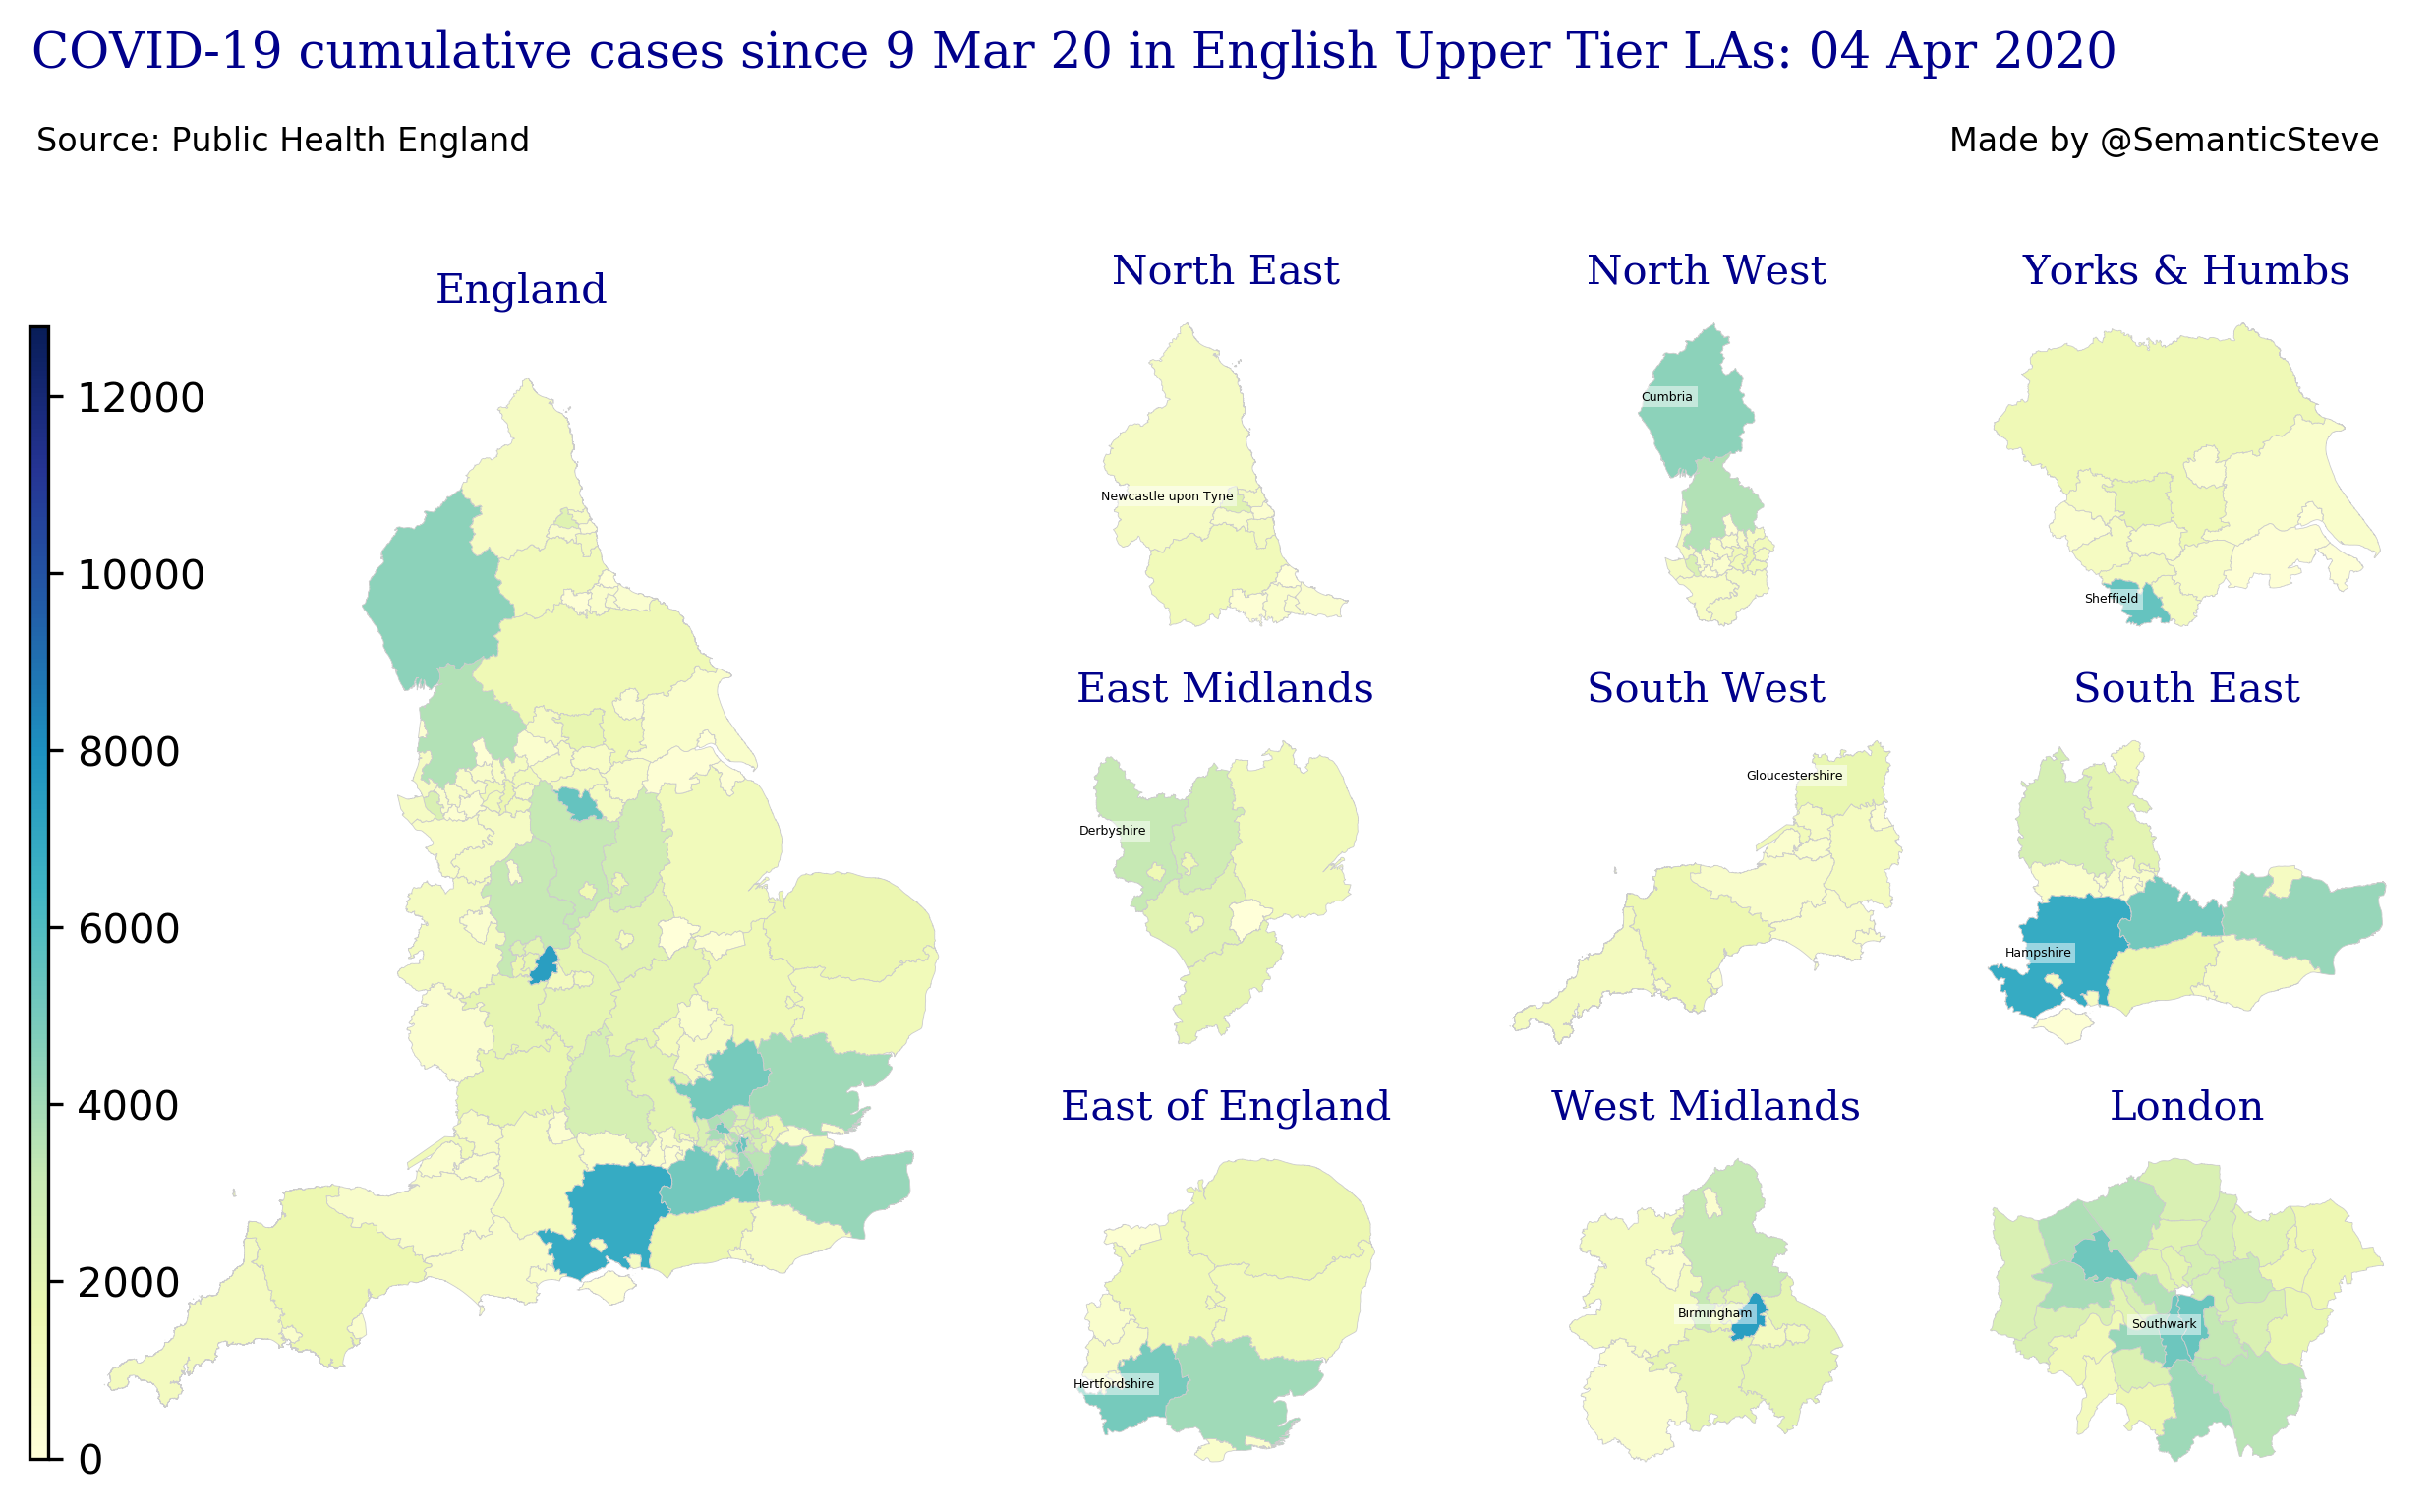 COVID-19 cumulative cases since 9 Mar 20 in English Upper Tier LAs: 04 Apr 2020
Source: Public Health England
Made by @SemanticSteve
England
12000
10000
8000
6000
4000
2000
0
North East
Newcastle upon Tyne
North West
Cumbria
Yorks & Humbs
Sheffield
East Midlands
Derbyshire
South West
Gloucestershire
South East
Hampshire
East of England
Hertfordshire
West Midlands
Birmingham
London
Southwark